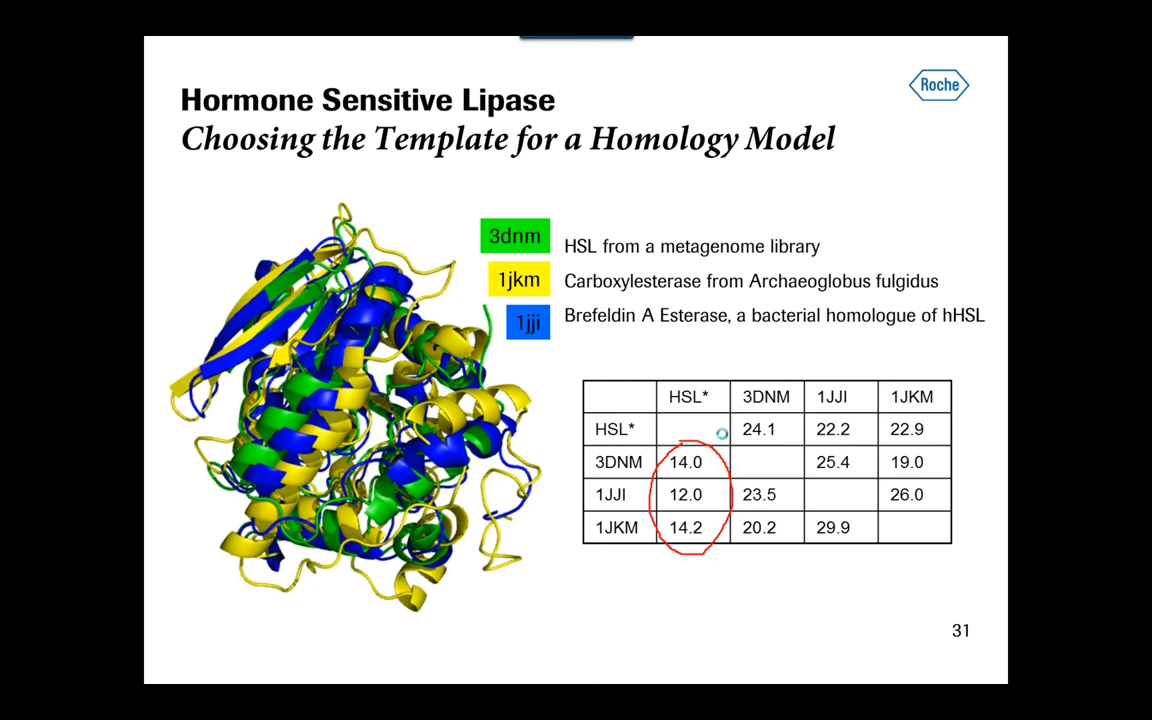 Roche
Hormone Sensitive Lipase
Choosing the Template for a Homology Model
3dnm HSL from a metagenome library
1jkm Carboxylesterase from Archaeoglobus fulgidus
1jji Brefeldin A Esterase, a bacterial homologue of hHSL
HSL* 3DNM 1JJI 1JKM
HSL* 24.1 22.2 22.9
3DNM 14.0 25.4 19.0
1JJI 12.0 23.5 26.0
1JKM 14.2 20.2 29.9
31